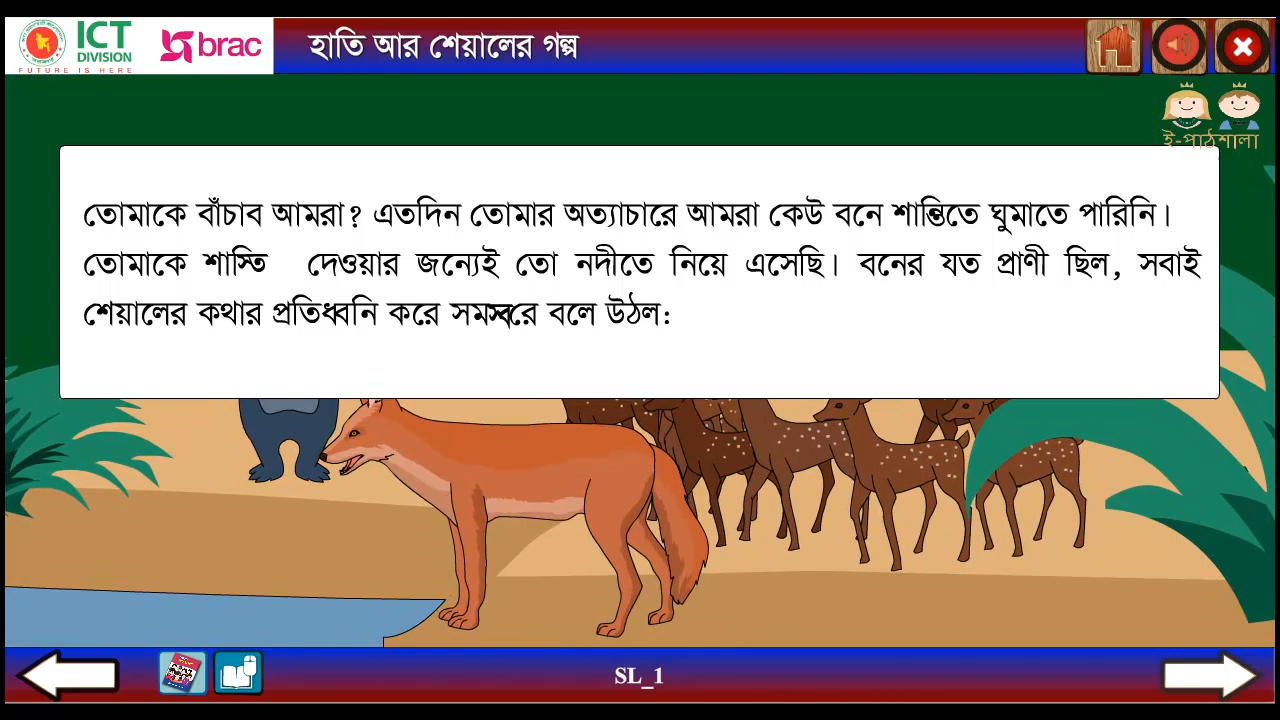 ICT
DIVISION
FUTURE IS HERE
brac
হাতি আর শেয়ালের গল্প
ই-পাঠশালা
তোমাকে বাঁচাব আমরা? এতদিন তোমার অত্যাচারে আমরা কেউ বনে শান্তিতে ঘুমাতে পারিনি।
তোমাকে শাস্তি দেওয়ার জন্যেই তো নদীতে নিয়ে এসেছি। বনের যত প্রাণী ছিল, সবাই
শেয়ালের কথার প্রতিধ্বনি করে সমস্বরে বলে উঠল:
SL_1